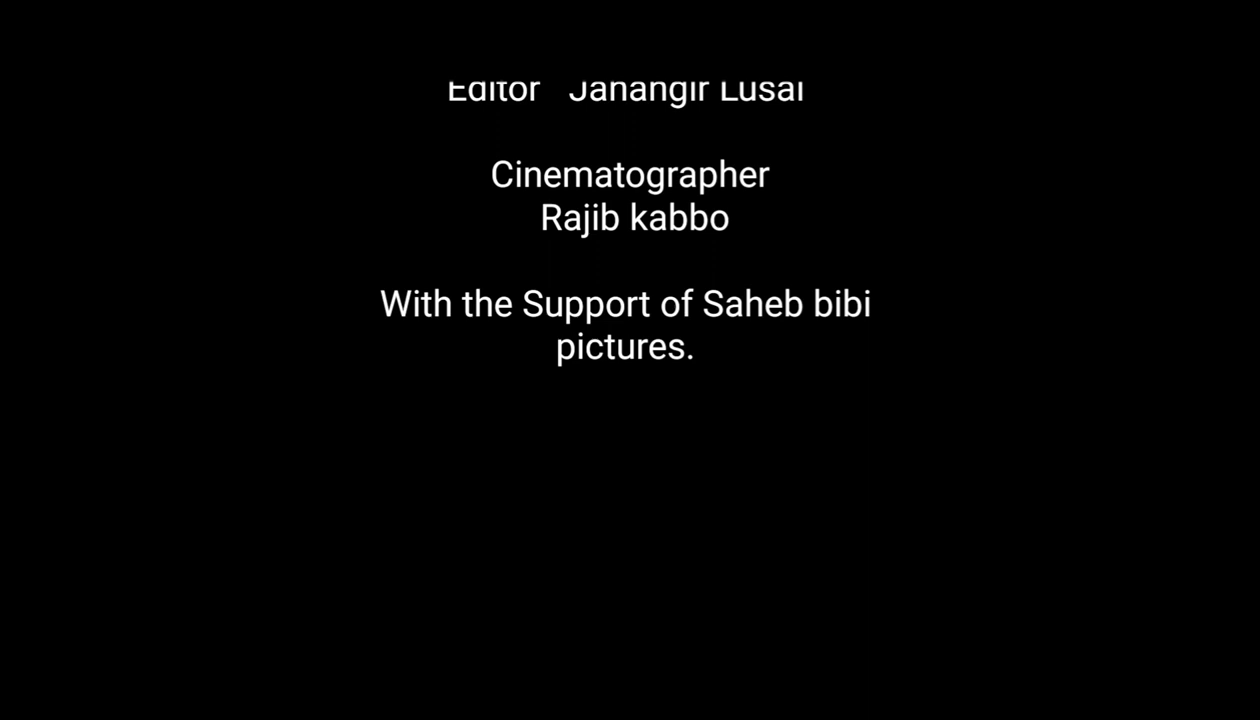 Editor Jahangir
Cinematographer
Rajib kabbo
With the Support of Saheb bibi
pictures.